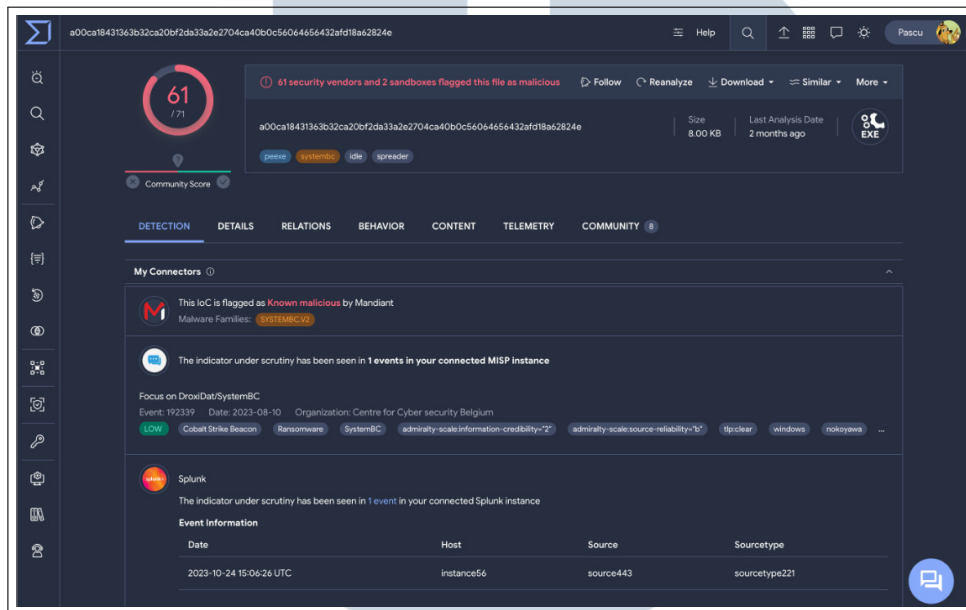 a00ca18431363b32ca20bf2da33a2e2704ca40b0c56064656432afd18a62824e
Help
Pascu
61
/ 71
Community Score
61 security vendors and 2 sandboxes flagged this file as malicious
Follow
Reanalyze
Download
Similar
More
a00ca18431363b32ca20bf2da33a2e2704ca40b0c56064656432afd18a62824e
Size
8.00 KB
Last Analysis Date
2 months ago
EXE
peexe systembc idle spreader
DETECTION DETAILS RELATIONS BEHAVIOR CONTENT TELEMETRY COMMUNITY 8
My Connectors
This IoC is flagged as Known malicious by Mandiant
Malware Families: SYSTEMBC.V2
The indicator under scrutiny has been seen in 1 events in your connected MISP instance
Focus on DroxiDat/SystemBC
Event: 192339 Date: 2023-08-10 Organization: Centre for Cyber security Belgium
LOW Cobalt Strike Beacon Ransomware SystemBC admiralty-scale:information-credibility="2" admiralty-scale:source-reliability="b" tlp:clear windows nokoyawa ...
splunk>
Splunk
The indicator under scrutiny has been seen in 1 event in your connected Splunk instance
Event Information
Date Host Source Sourcetype
2023-10-24 15:06:26 UTC instance56 source443 sourcetype221